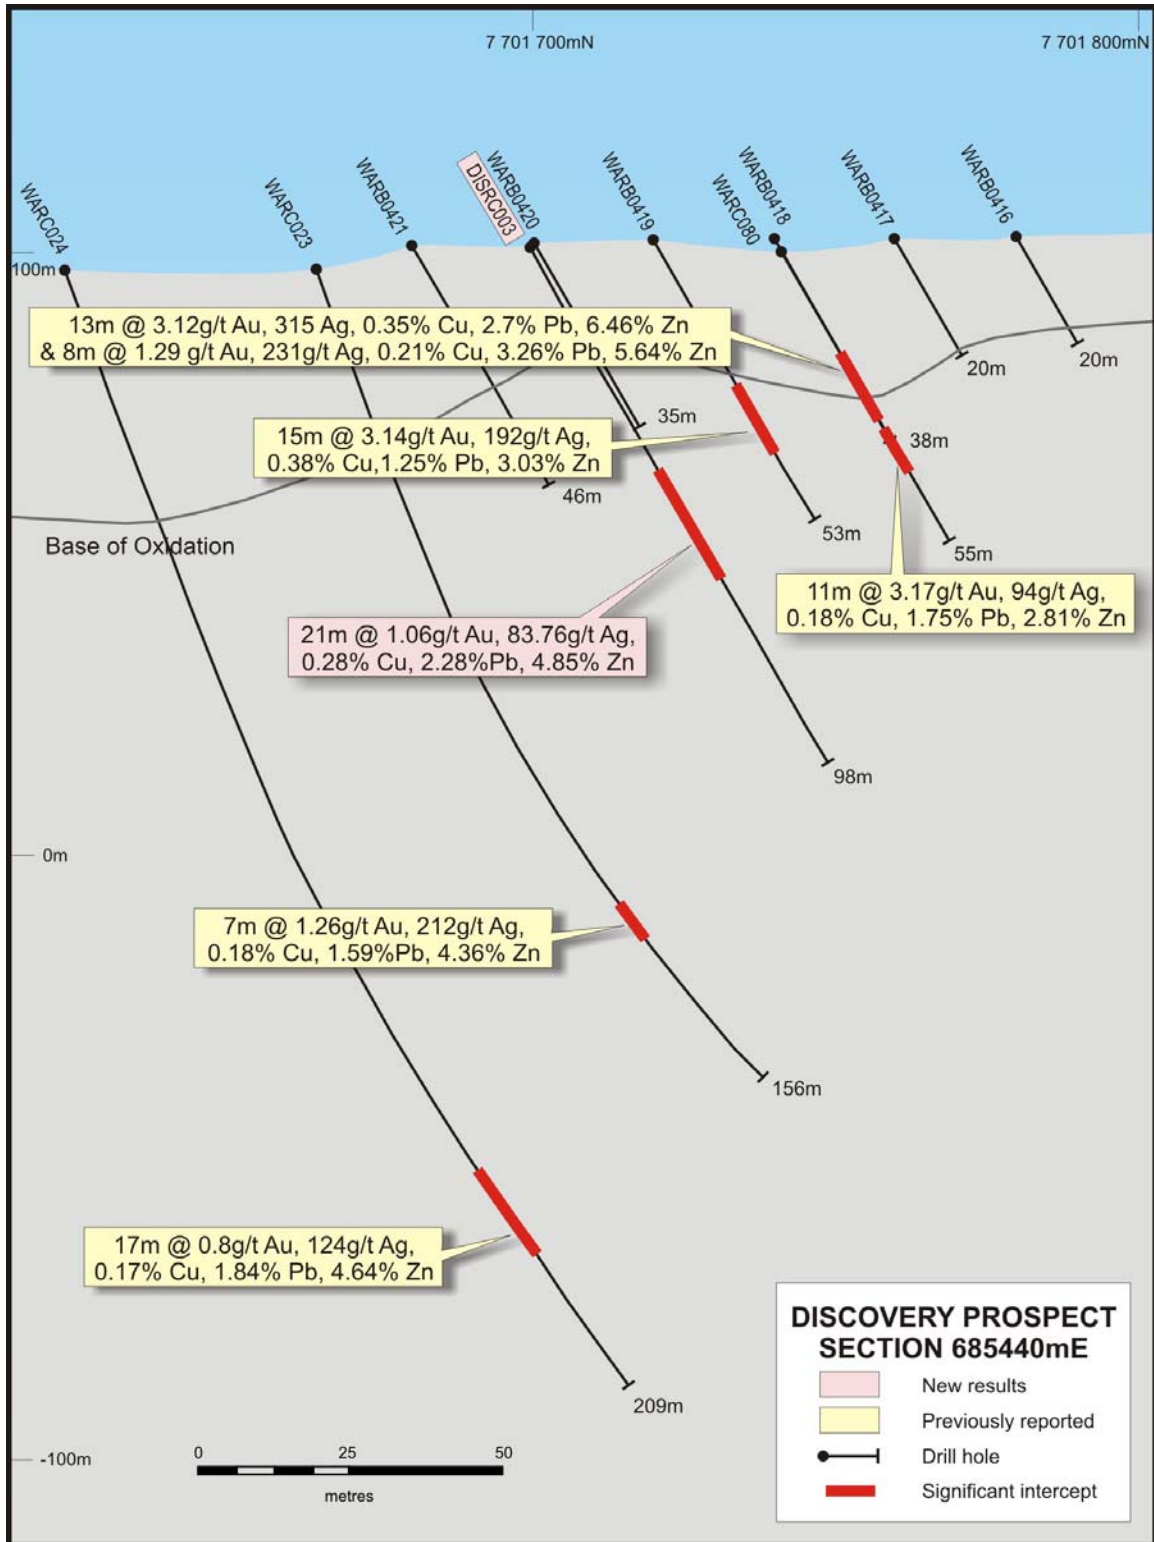 7 701 700mN
7 701 800mN
WARC024
WARC023
WARB0421
DISRC003
WARB0420
WARB0419
WARC080
WARB0418
WARB0417
WARB0416
100m
13m @ 3.12g/t Au, 315 Ag, 0.35% Cu, 2.7% Pb, 6.46% Zn
& 8m @ 1.29 g/t Au, 231g/t Ag, 0.21% Cu, 3.26% Pb, 5.64% Zn
20m
20m
35m
15m @ 3.14g/t Au, 192g/t Ag,
0.38% Cu,1.25% Pb, 3.03% Zn
38m
46m
53m
55m
Base of Oxidation
11m @ 3.17g/t Au, 94g/t Ag,
0.18% Cu, 1.75% Pb, 2.81% Zn
21m @ 1.06g/t Au, 83.76g/t Ag,
0.28% Cu, 2.28%Pb, 4.85% Zn
98m
0m
7m @ 1.26g/t Au, 212g/t Ag,
0.18% Cu, 1.59%Pb, 4.36% Zn
156m
17m @ 0.8g/t Au, 124g/t Ag,
0.17% Cu, 1.84% Pb, 4.64% Zn
209m
-100m
0 25 50
metres
DISCOVERY PROSPECT
SECTION 685440mE
New results
Previously reported
Drill hole
Significant intercept